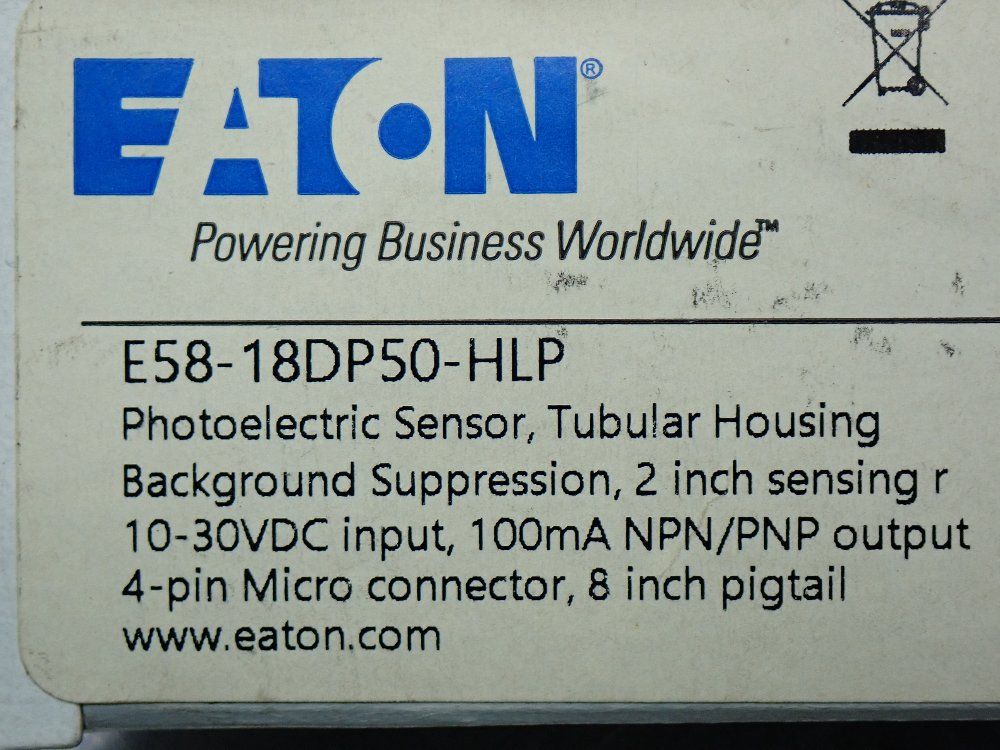 EATON®
Powering Business Worldwide™
E58-18DP50-HLP
Photoelectric Sensor, Tubular Housing
Background Suppression, 2 inch sensing r
10-30VDC input, 100mA NPN/PNP output
4-pin Micro connector, 8 inch pigtail
www.eaton.com